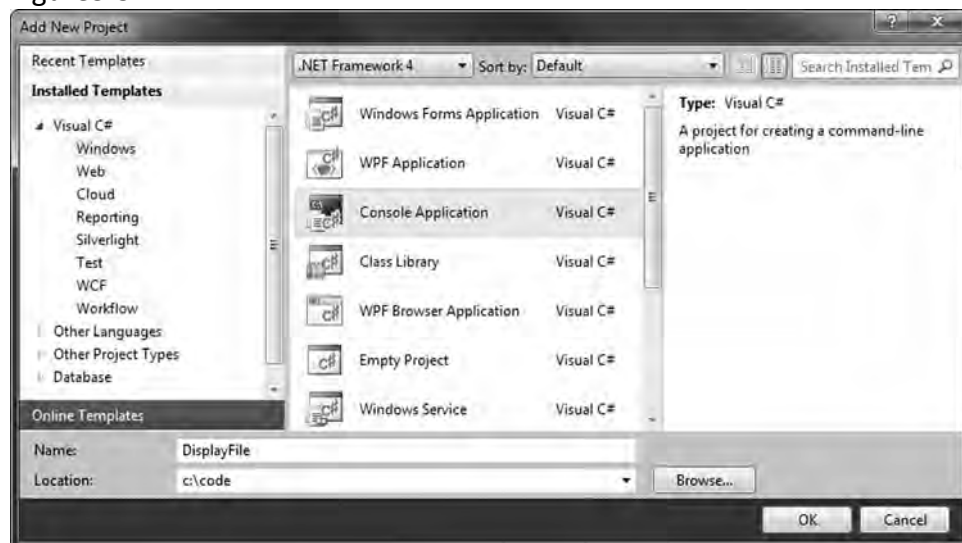 Add New Project
Recent Templates
Installed Templates
Visual C#
Windows
Web
Cloud
Reporting
Silverlight
Test
WCF
Workflow
Other Languages
Other Project Types
Database
Online Templates
.NET Framework 4 Sort by: Default Search Installed Tem
Windows Forms Application Visual C#
WPF Application Visual C#
Console Application Visual C#
Class Library Visual C#
WPF Browser Application Visual C#
Empty Project Visual C#
Windows Service Visual C#
Type: Visual C#
A project for creating a command-line
application
Name: DisplayFile
Location: c:\code Browse...
OK Cancel